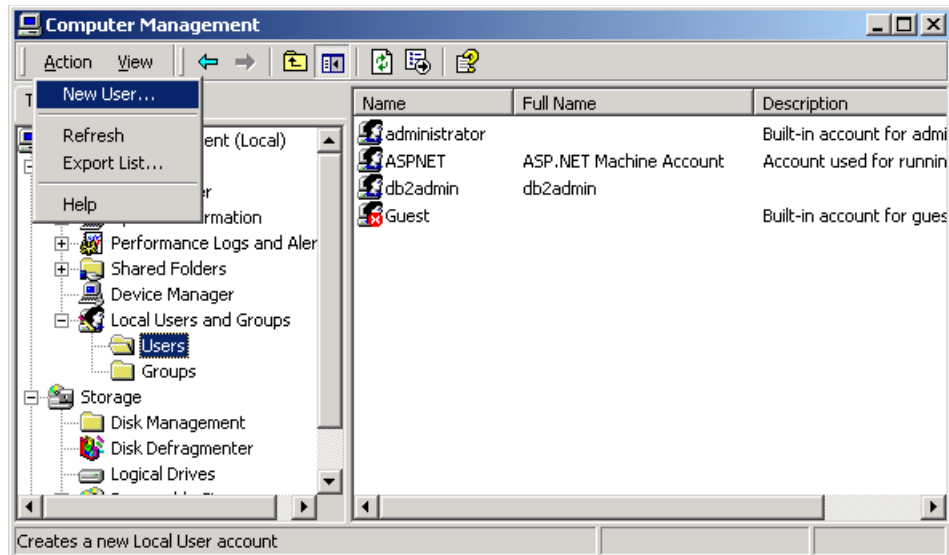 Computer Management
Action View
New User...
Refresh
Export List...
Help
T
ent (Local)
r
rmation
Performance Logs and Aler
Shared Folders
Device Manager
Local Users and Groups
Users
Groups
Storage
Disk Management
Disk Defragmenter
Logical Drives
Name Full Name Description
administrator Built-in account for admi
ASPNET ASP.NET Machine Account Account used for runnin
db2admin db2admin
Guest Built-in account for gues
Creates a new Local User account